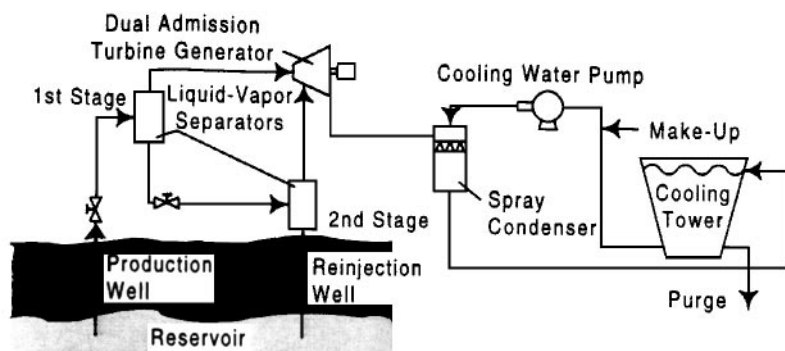 Dual Admission
Turbine Generator
1st Stage
Liquid-Vapor
Separators
2nd Stage
Cooling Water Pump
Make-Up
Spray
Condenser
Cooling
Tower
Purge
Production
Well
Reinjection
Well
Reservoir